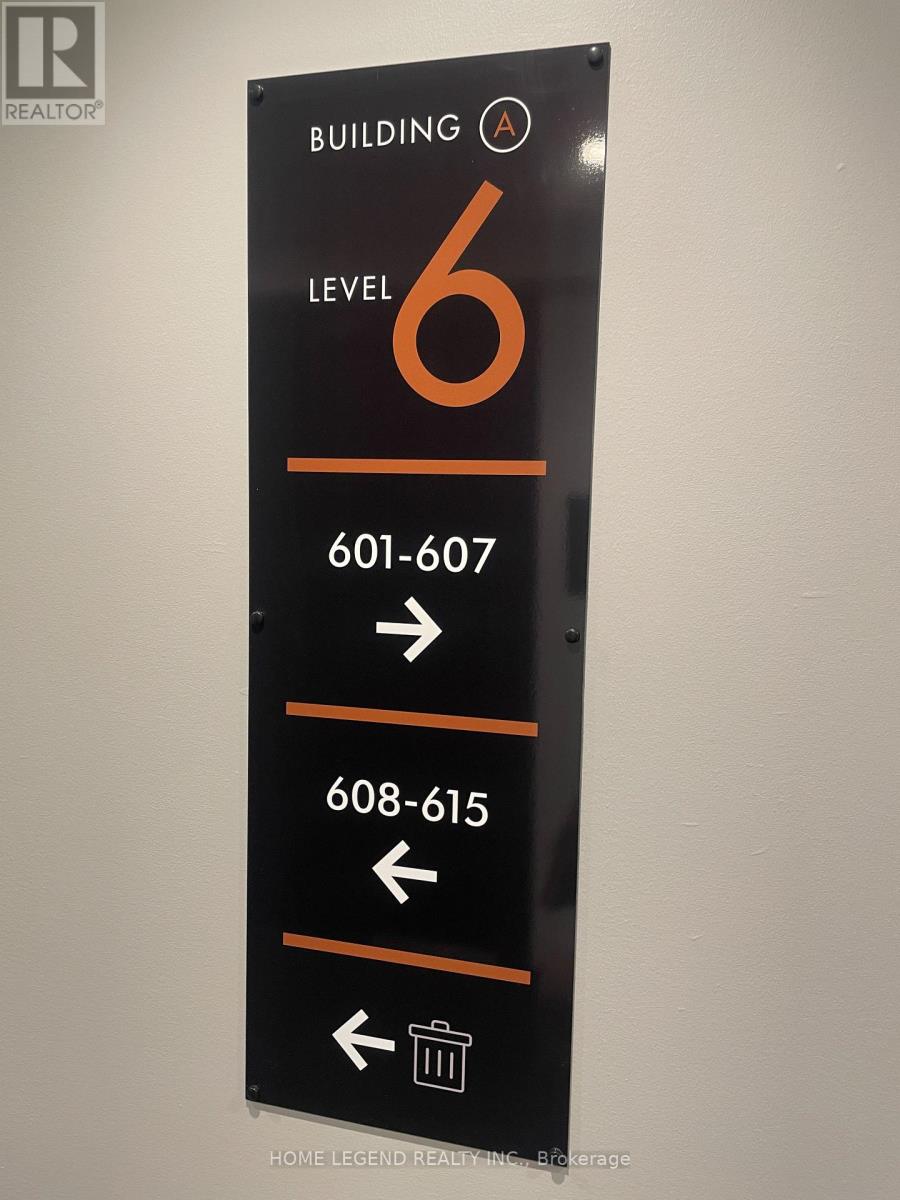 R
REALTOR®
BUILDING A
LEVEL 6
601-607
→
608-615
←
←
HOME LEGEND REALTY INC., Brokerage